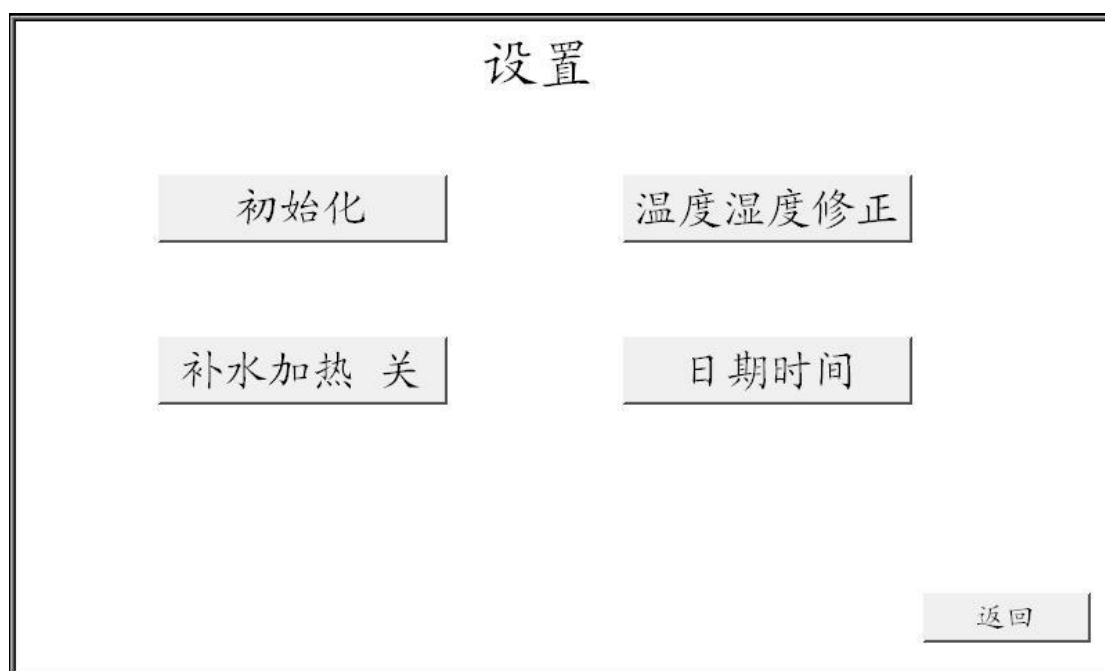 设置
初始化
温度湿度修正
补水加热 关
日期时间
返回